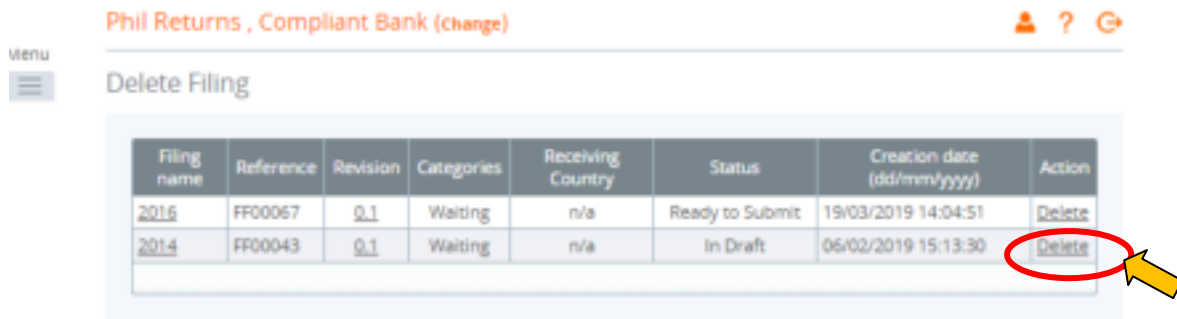 Phil Returns , Compliant Bank (Change)
?
Menu
Delete Filing
Filing name Reference Revision Categories Receiving Country Status Creation date (dd/mm/yyyy) Action
2016 FF00067 0.1 Waiting n/a Ready to Submit 19/03/2019 14:04:51 Delete
2014 FF00043 0.1 Waiting n/a In Draft 06/02/2019 15:13:30 Delete